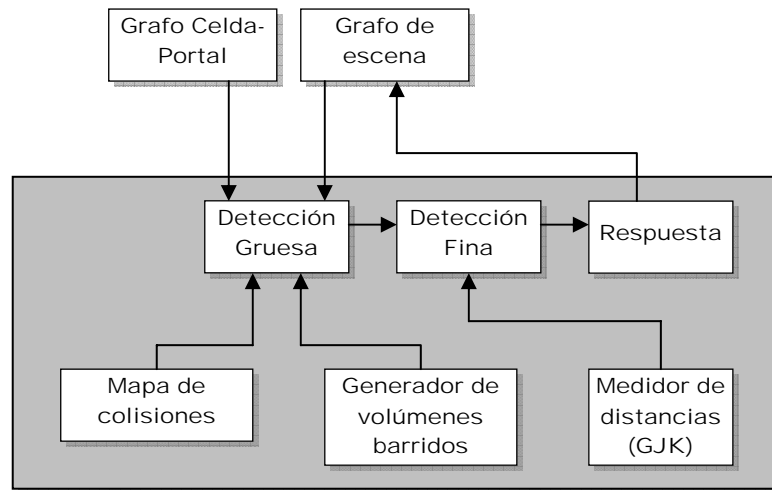 Grafo Celda-
Portal
Grafo de
escena
Detección
Gruesa
Detección
Fina
Respuesta
Mapa de
colisiones
Generador de
volúmenes
barridos
Medidor de
distancias
(GJK)